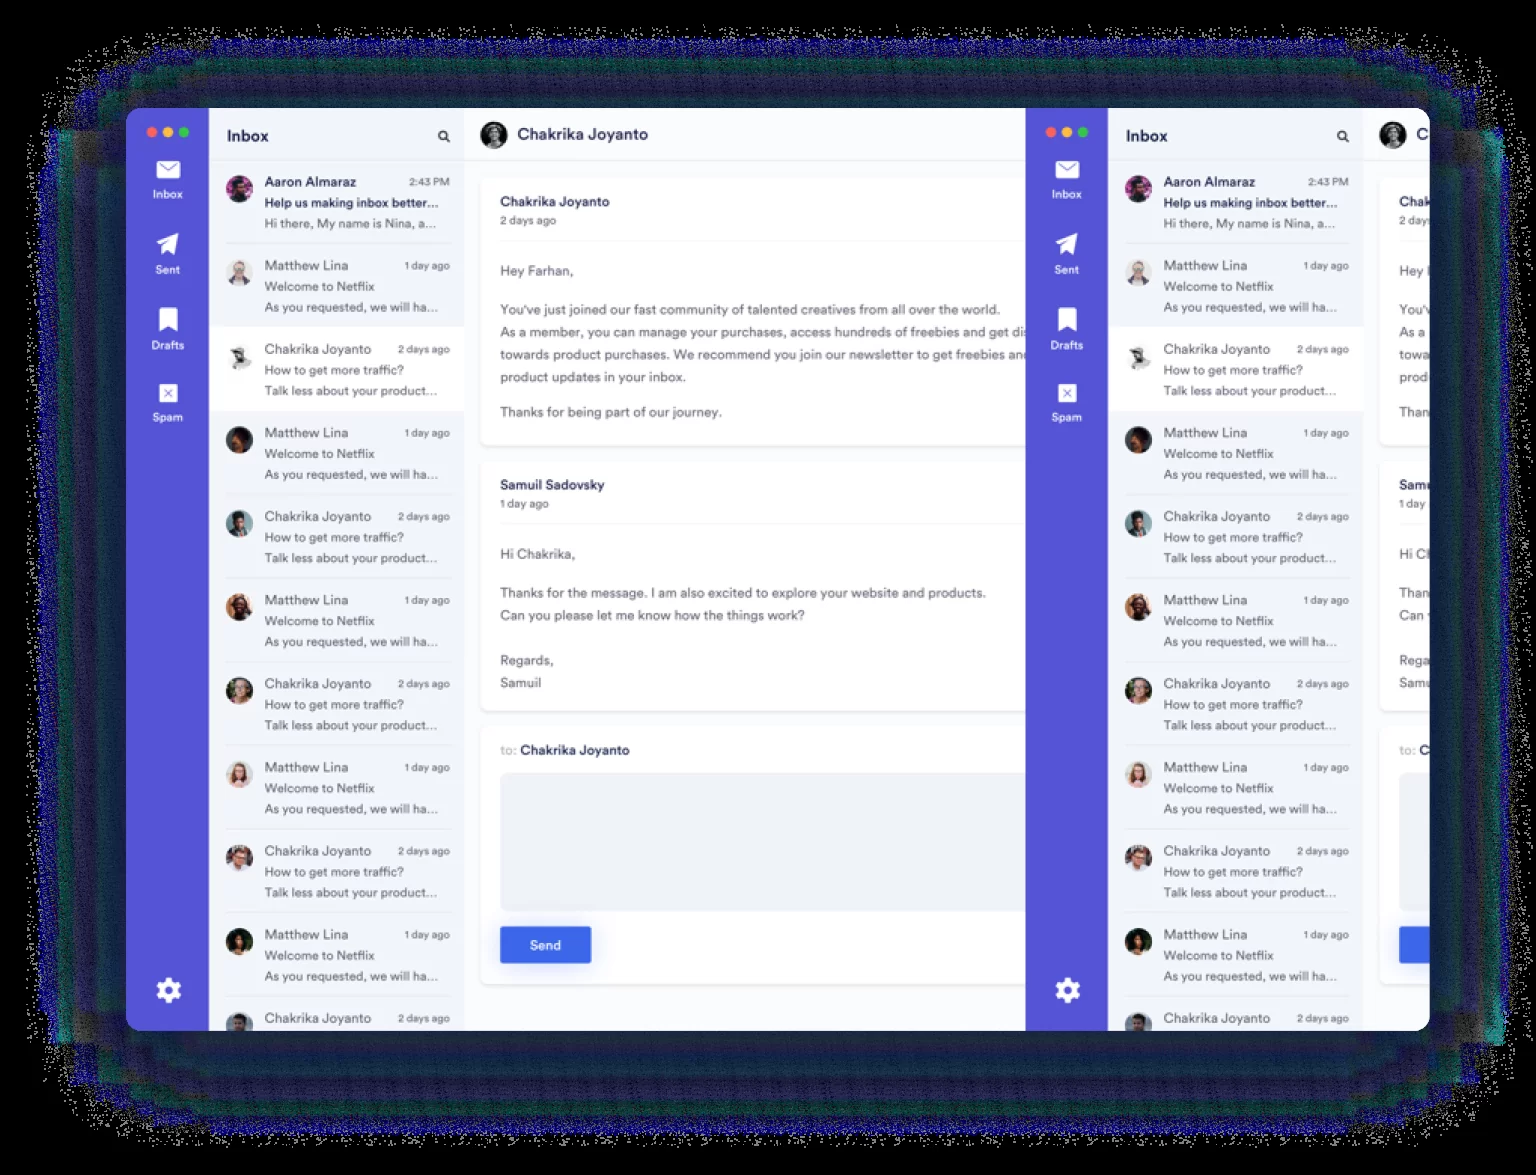 Inbox
Sent
Drafts
Spam
Inbox
Aaron Almaraz 2:43 PM
Help us making inbox better...
Hi there, My name is Nina, a...
Matthew Lina 1 day ago
Welcome to Netflix
As you requested, we will ha...
Chakrika Joyanto 2 days ago
How to get more traffic?
Talk less about your product...
Matthew Lina 1 day ago
Welcome to Netflix
As you requested, we will ha...
Chakrika Joyanto 2 days ago
How to get more traffic?
Talk less about your product...
Matthew Lina 1 day ago
Welcome to Netflix
As you requested, we will ha...
Chakrika Joyanto 2 days ago
How to get more traffic?
Talk less about your product...
Matthew Lina 1 day ago
Welcome to Netflix
As you requested, we will ha...
Chakrika Joyanto 2 days ago
How to get more traffic?
Talk less about your product...
Matthew Lina 1 day ago
Welcome to Netflix
As you requested, we will ha...
Chakrika Joyanto 2 days ago
Chakrika Joyanto
Chakrika Joyanto
2 days ago
Hey Farhan,
You've just joined our fast community of talented creatives from all over the world.
As a member, you can manage your purchases, access hundreds of freebies and get di
towards product purchases. We recommend you join our newsletter to get freebies an
product updates in your inbox.
Thanks for being part of our journey.
Samuil Sadovsky
1 day ago
Hi Chakrika,
Thanks for the message. I am also excited to explore your website and products.
Can you please let me know how the things work?
Regards,
Samuil
to: Chakrika Joyanto
Send
Inbox
Sent
Drafts
Spam
Inbox
Aaron Almaraz 2:43 PM
Help us making inbox better...
Hi there, My name is Nina, a...
Matthew Lina 1 day ago
Welcome to Netflix
As you requested, we will ha...
Chakrika Joyanto 2 days ago
How to get more traffic?
Talk less about your product...
Matthew Lina 1 day ago
Welcome to Netflix
As you requested, we will ha...
Chakrika Joyanto 2 days ago
How to get more traffic?
Talk less about your product...
Matthew Lina 1 day ago
Welcome to Netflix
As you requested, we will ha...
Chakrika Joyanto 2 days ago
How to get more traffic?
Talk less about your product...
Matthew Lina 1 day ago
Welcome to Netflix
As you requested, we will ha...
Chakrika Joyanto 2 days ago
How to get more traffic?
Talk less about your product...
Matthew Lina 1 day ago
Welcome to Netflix
As you requested, we will ha...
Chakrika Joyanto 2 days ago
C
Chak
2 day
Hey
You'v
As a
towa
prod
Than
Samu
1 day
Hi C
Than
Can
Rega
Samu
to: C